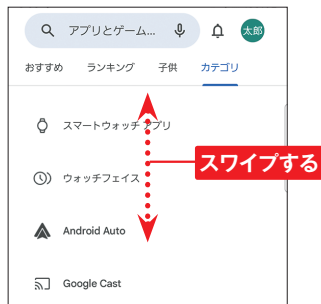 アプリとゲーム...
太郎
おすすめ ランキング 子供 カテゴリ
スマートウォッチ アプリ
スワイプする
ウォッチフェイス
Android Auto
Google Cast